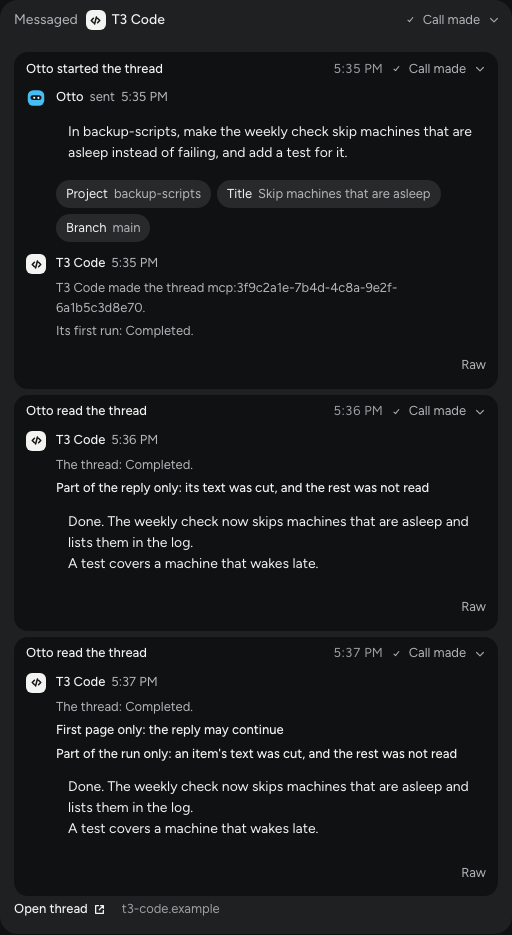 Messaged T3 Code Call made
Otto started the thread 5:35 PM Call made
Otto sent 5:35 PM
In backup-scripts, make the weekly check skip machines that are
asleep instead of failing, and add a test for it.
Project backup-scripts Title Skip machines that are asleep
Branch main
T3 Code 5:35 PM
T3 Code made the thread mcp:3f9c2a1e-7b4d-4c8a-9e2f-
6a1b5c3d8e70.
Its first run: Completed.
Raw
Otto read the thread 5:36 PM Call made
T3 Code 5:36 PM
The thread: Completed.
Part of the reply only: its text was cut, and the rest was not read
Done. The weekly check now skips machines that are asleep and
lists them in the log.
A test covers a machine that wakes late.
Raw
Otto read the thread 5:37 PM Call made
T3 Code 5:37 PM
The thread: Completed.
First page only: the reply may continue
Part of the run only: an item's text was cut, and the rest was not read
Done. The weekly check now skips machines that are asleep and
lists them in the log.
A test covers a machine that wakes late.
Raw
Open thread t3-code.example